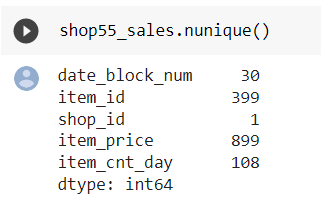 shop55_sales.nunique()
date_block_num 30
item_id 399
shop_id 1
item_price 899
item_cnt_day 108
dtype: int64